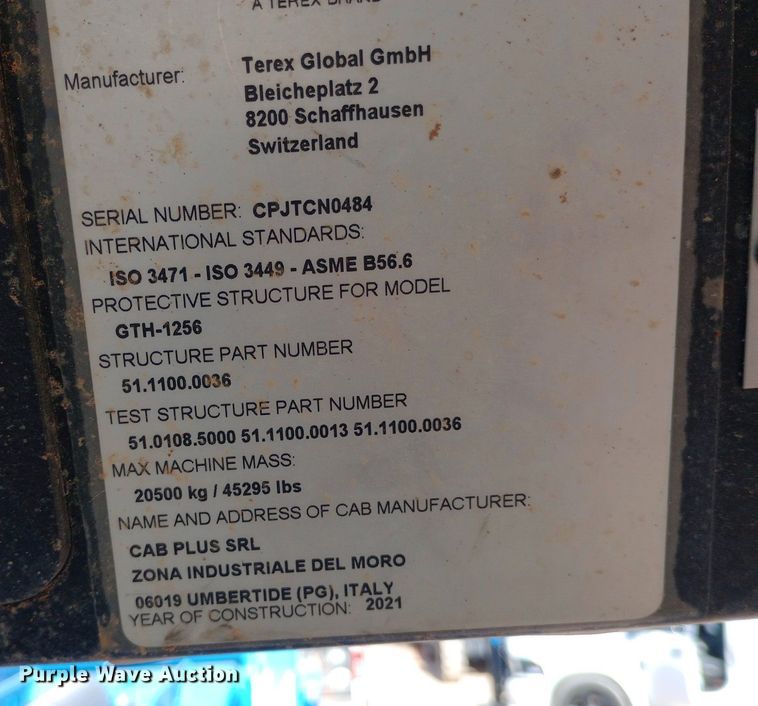 A TEREX BRAND
Manufacturer: Terex Global GmbH
Bleicheplatz 2
8200 Schaffhausen
Switzerland
SERIAL NUMBER: CPJTCN0484
INTERNATIONAL STANDARDS:
ISO 3471 - ISO 3449 - ASME B56.6
PROTECTIVE STRUCTURE FOR MODEL
GTH-1256
STRUCTURE PART NUMBER
51.1100.0036
TEST STRUCTURE PART NUMBER
51.0108.5000 51.1100.0013 51.1100.0036
MAX MACHINE MASS:
20500 kg / 45295 lbs
NAME AND ADDRESS OF CAB MANUFACTURER:
CAB PLUS SRL
ZONA INDUSTRIALE DEL MORO
06019 UMBERTIDE (PG), ITALY
YEAR OF CONSTRUCTION: 2021
Purple Wave Auction